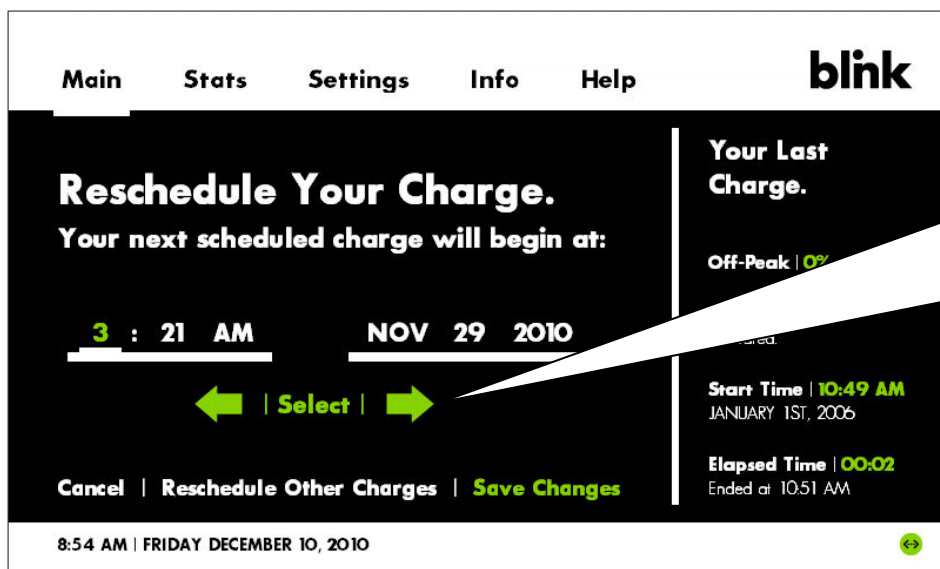 Main Stats Settings Info Help
blink
Reschedule Your Charge.
Your next scheduled charge will begin at:
3 : 21 AM NOV 29 2010
| Select |
Cancel | Reschedule Other Charges | Save Changes
Your Last
Charge.
Off-Peak | 0%
Start Time | 10:49 AM
JANUARY 1ST, 2006
Elapsed Time | 00:02
Ended at 10:51 AM
8:54 AM | FRIDAY DECEMBER 10, 2010